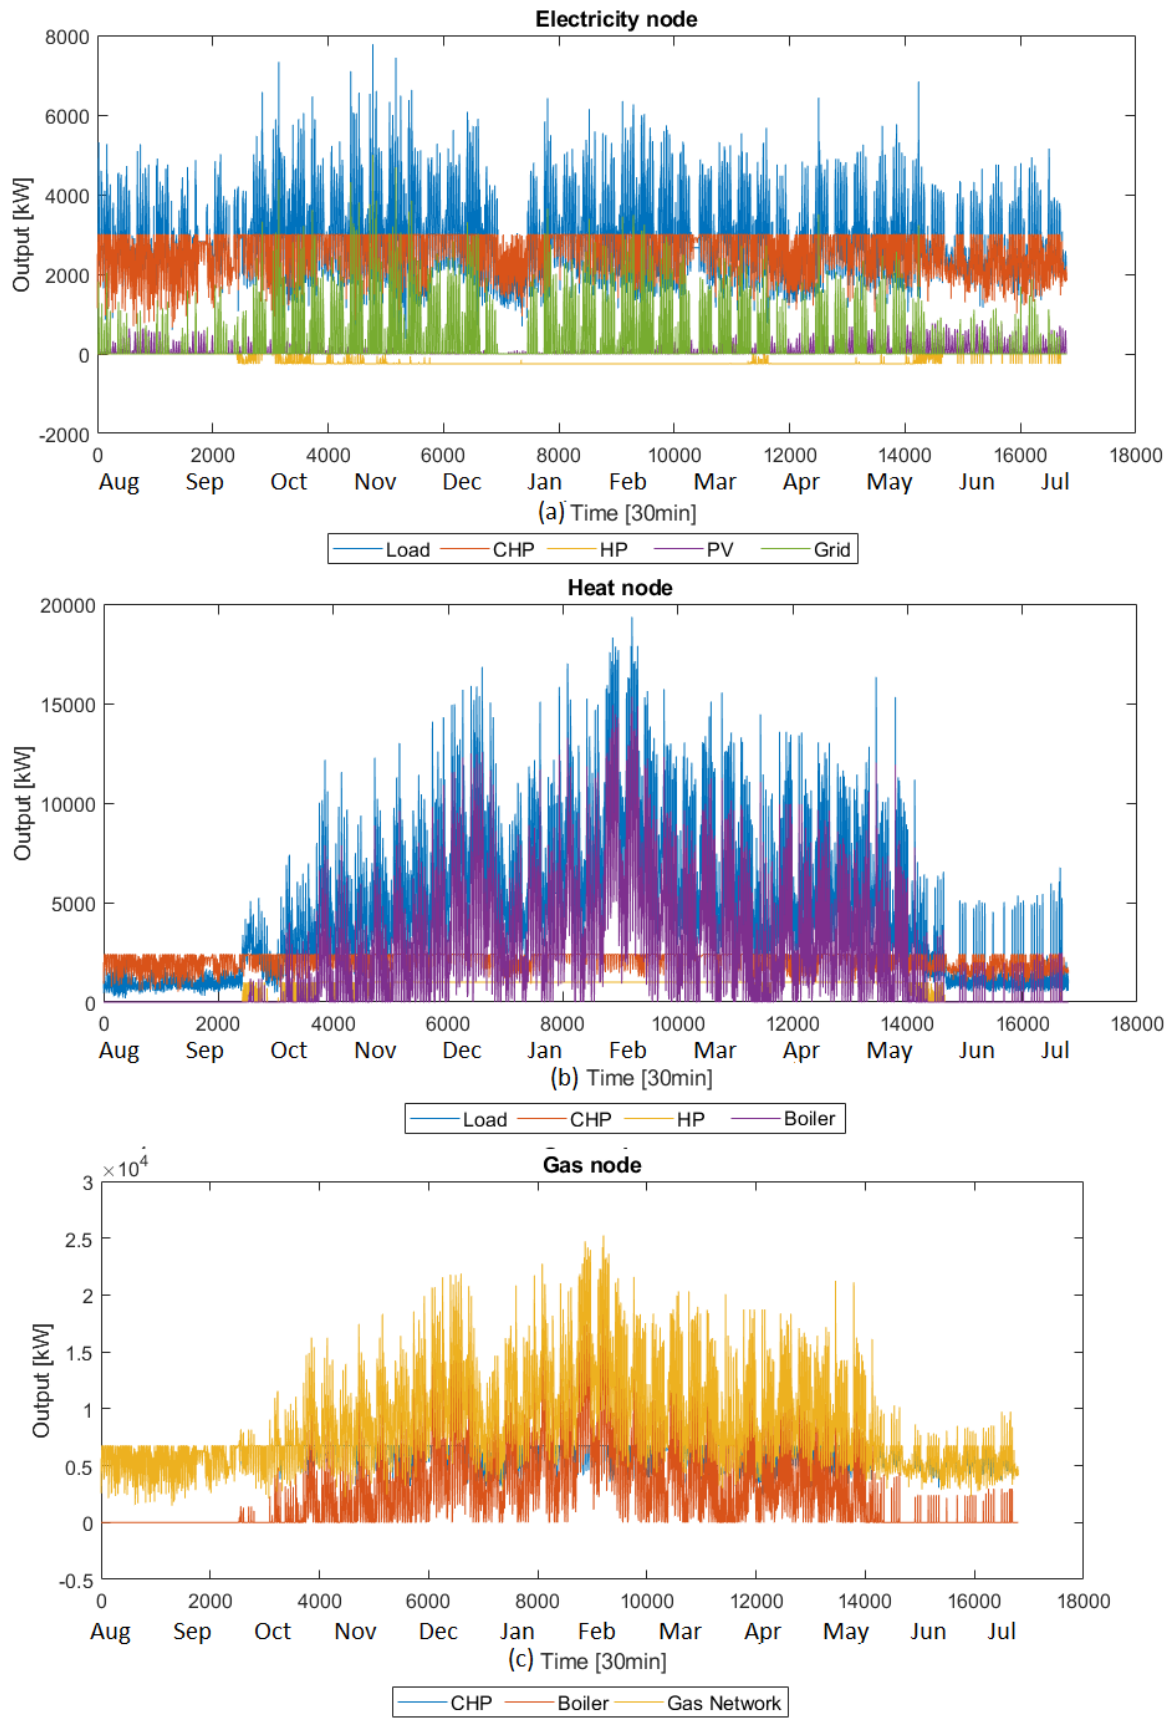 Electricity node
8000
6000
4000
2000
0
-2000
Output [kW]
0 2000 4000 6000 8000 10000 12000 14000 16000 18000
Aug Sep Oct Nov Dec Jan Feb Mar Apr May Jun Jul
(a) Time [30min]
Load CHP HP PV Grid
Heat node
20000
15000
10000
5000
0
Output [kW]
0 2000 4000 6000 8000 10000 12000 14000 16000 18000
Aug Sep Oct Nov Dec Jan Feb Mar Apr May Jun Jul
(b) Time [30min]
Load CHP HP Boiler
Gas node
×10⁴
3
2.5
2
1.5
1
0.5
0
-0.5
Output [kW]
0 2000 4000 6000 8000 10000 12000 14000 16000 18000
Aug Sep Oct Nov Dec Jan Feb Mar Apr May Jun Jul
(c) Time [30min]
CHP Boiler Gas Network